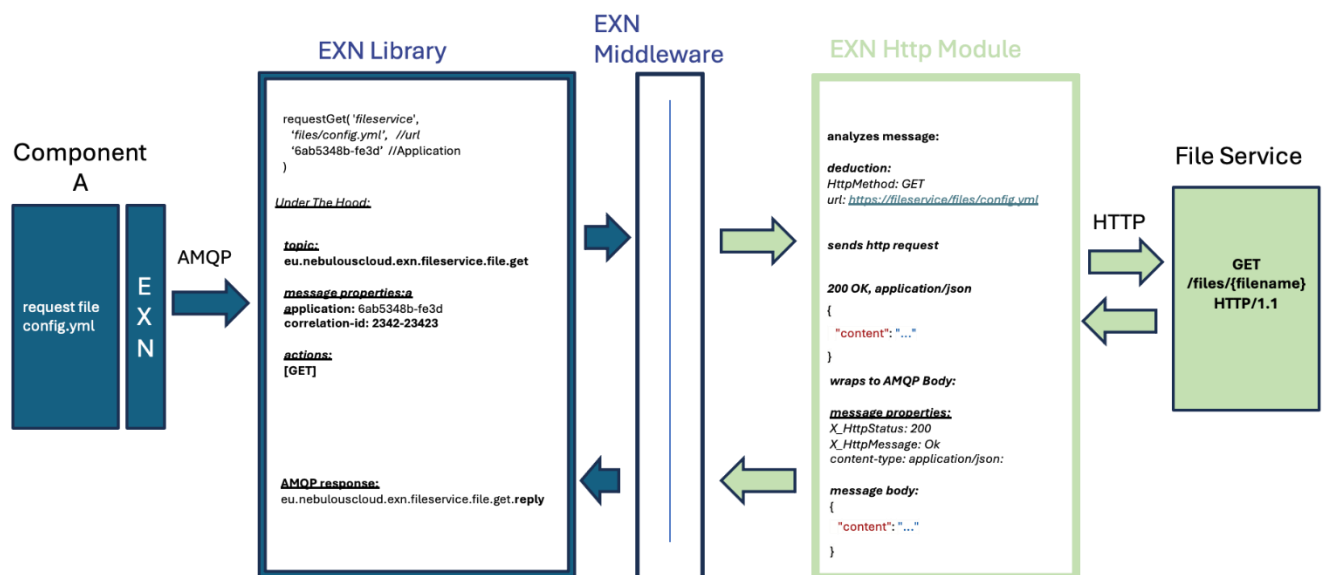 Component
A
request file
config.yml
E
X
N
AMQP
EXN Library
requestGet( 'fileservice',
'files/config.yml', //url
'6ab5348b-fe3d' //Application
)
Under The Hood:
topic:
eu.nebulouscloud.exn.fileservice.file.get
message properties:a
application: 6ab5348b-fe3d
correlation-id: 2342-23423
actions:
[GET]
AMQP response:
eu.nebulouscloud.exn.fileservice.file.get.reply
EXN
Middleware
EXN Http Module
analyzes message:
deduction:
HttpMethod: GET
url: https://fileservice/files/config.yml
sends http request
200 OK, application/json
{
"content": "..."
}
wraps to AMQP Body:
message properties:
X_HttpStatus: 200
X_HttpMessage: Ok
content-type: application/json:
message body:
{
"content": "..."
}
HTTP
File Service
GET
/files/{filename}
HTTP/1.1